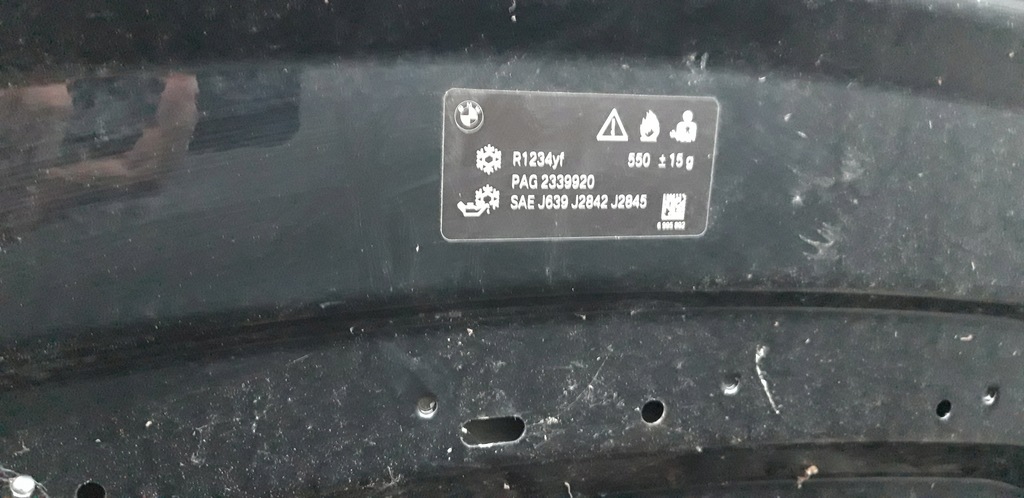 R1234yf 550 ± 15 g
PAG 2339920
SAE J639 J2842 J2845